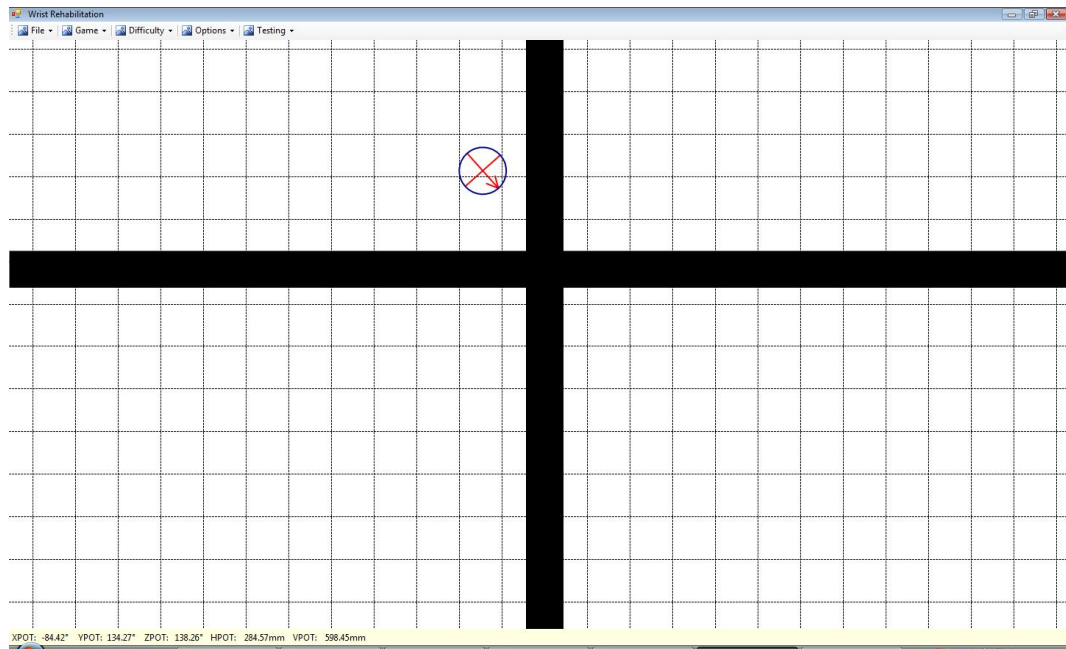 Wrist Rehabilitation
File Game Difficulty Options Testing
XPOT: -84.42° YPOT: 134.27° ZPOT: 138.26° HPOT: 284.57mm VPOT: 598.45mm